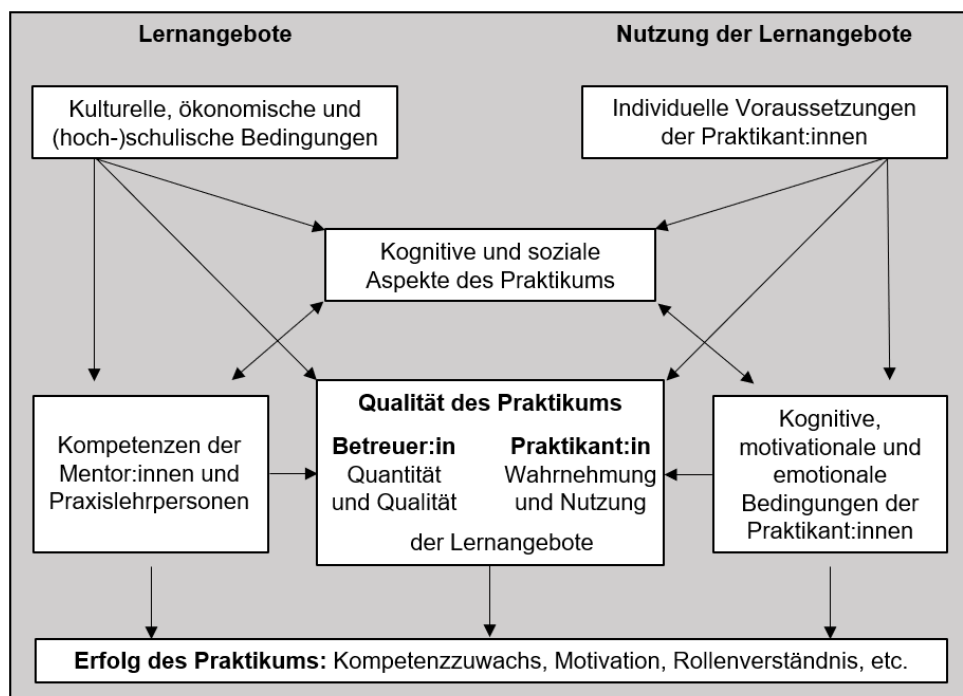 Lernangebote
Nutzung der Lernangebote
Kulturelle, ökonomische und
(hoch-)schulische Bedingungen
Individuelle Voraussetzungen
der Praktikant:innen
Kognitive und soziale
Aspekte des Praktikums
Kompetenzen der
Mentor:innen und
Praxislehrpersonen
Qualität des Praktikums
Betreuer:in
Quantität
und Qualität
Praktikant:in
Wahrnehmung
und Nutzung
der Lernangebote
Kognitive,
motivationale und
emotionale
Bedingungen der
Praktikant:innen
Erfolg des Praktikums: Kompetenzzuwachs, Motivation, Rollenverständnis, etc.